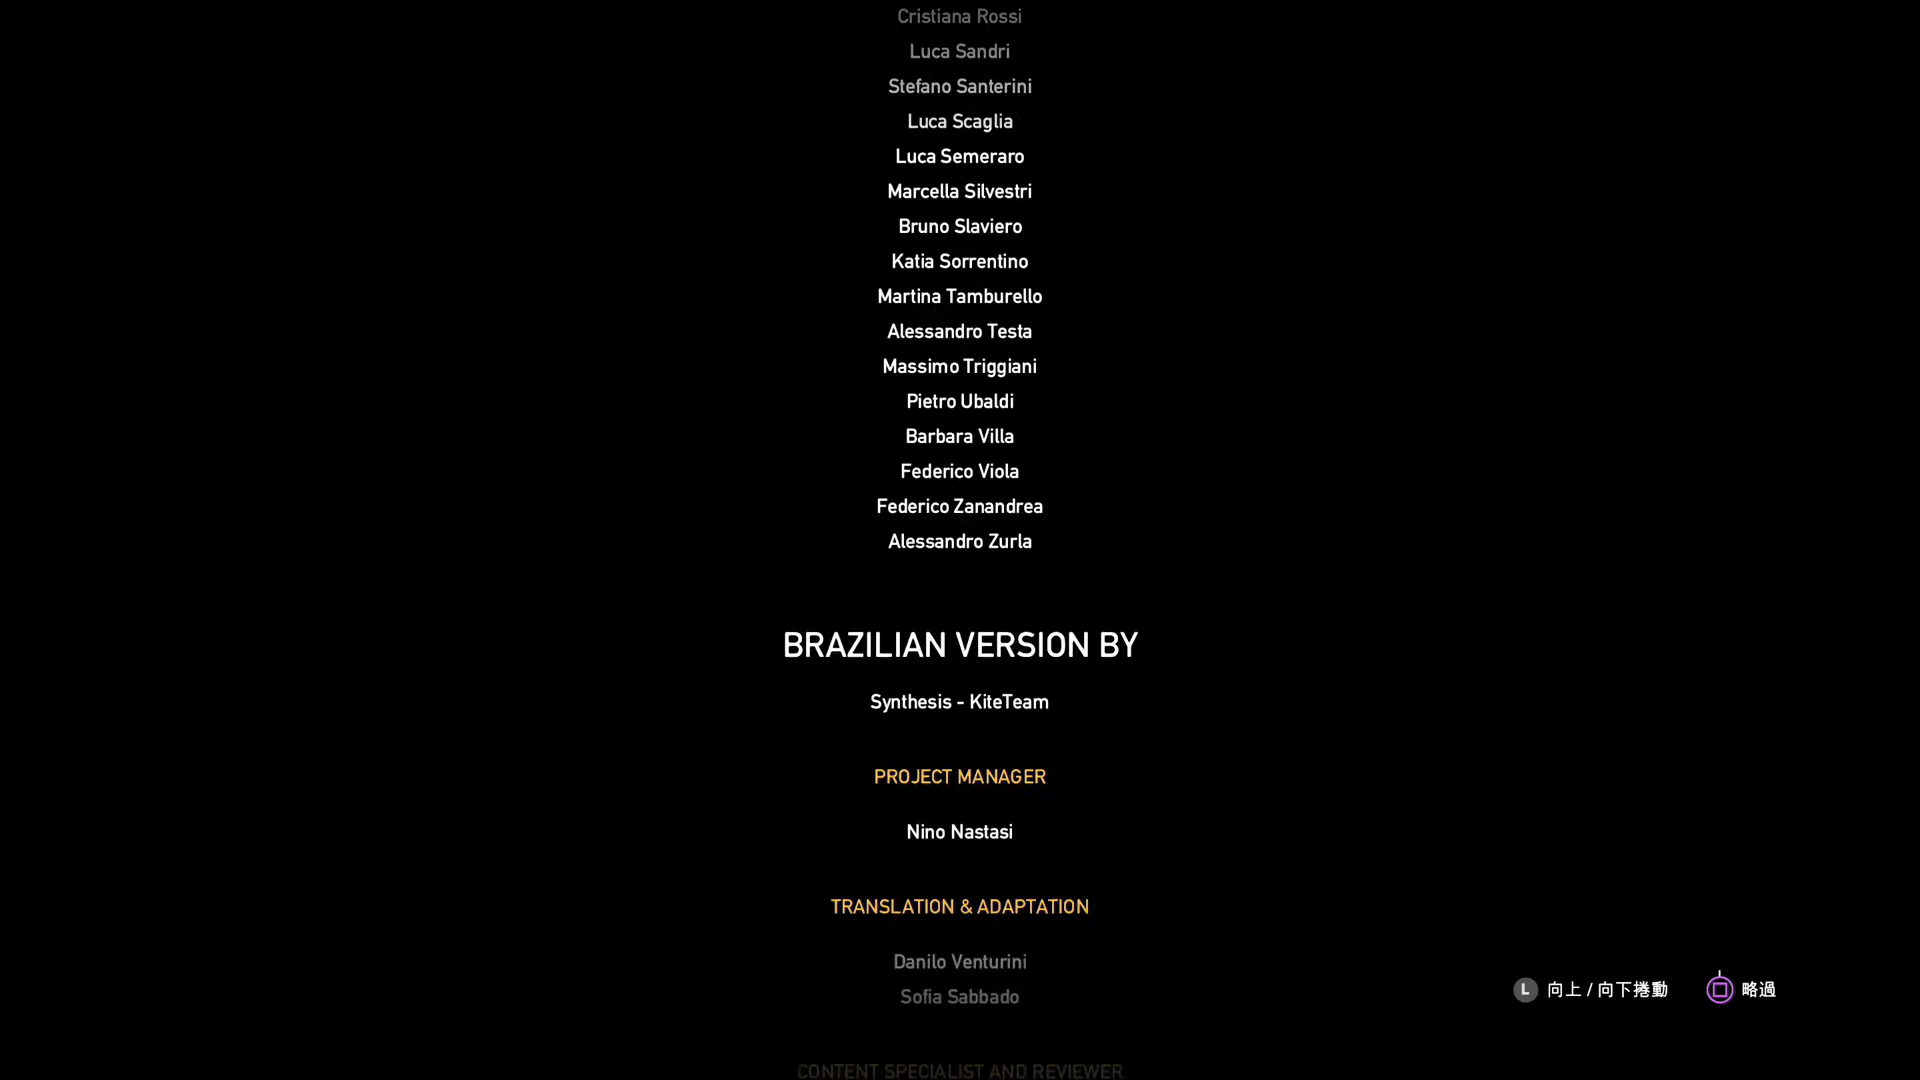 Cristiana Rossi
Luca Sandri
Stefano Santerini
Luca Scaglia
Luca Semeraro
Marcella Silvestri
Bruno Slaviero
Katia Sorrentino
Martina Tamburello
Alessandro Testa
Massimo Triggiani
Pietro Ubaldi
Barbara Villa
Federico Viola
Federico Zanandrea
Alessandro Zurla
BRAZILIAN VERSION BY
Synthesis - KiteTeam
PROJECT MANAGER
Nino Nastasi
TRANSLATION & ADAPTATION
Danilo Venturini
Sofia Sabbado
L 向上 / 向下捲動 略過
CONTENT SPECIALIST AND REVIEWER